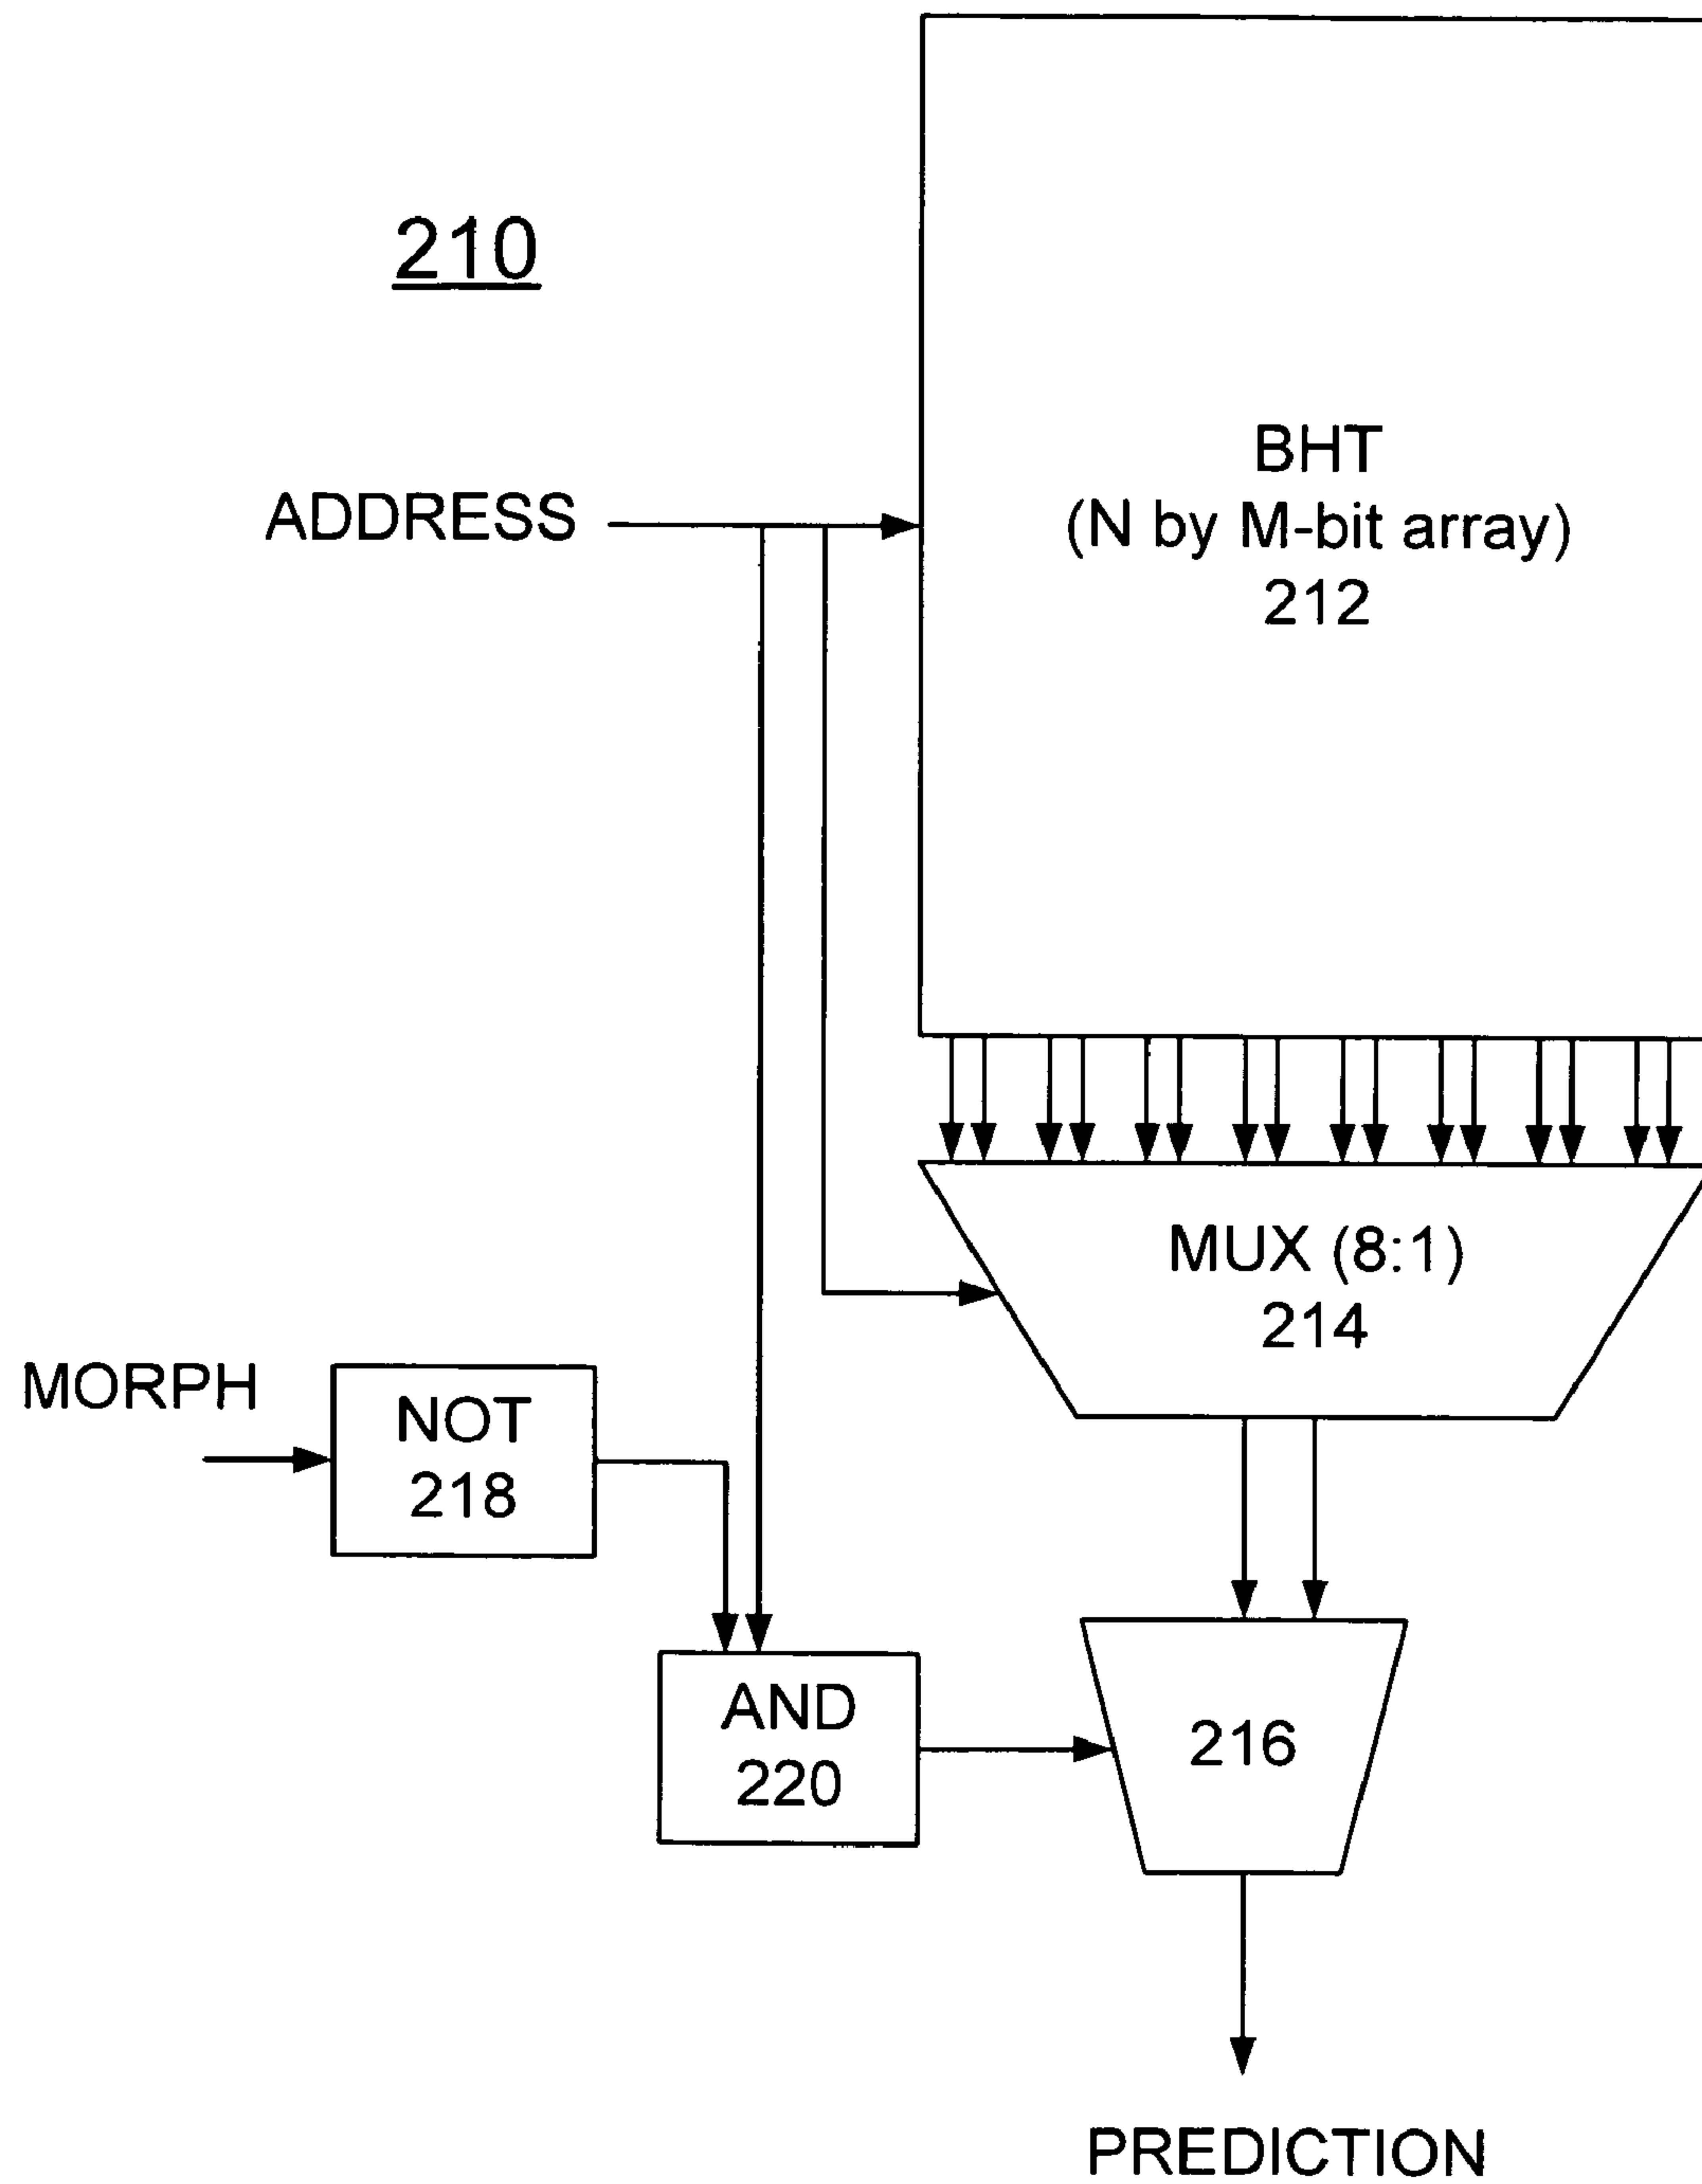 210
BHT
(N by M-bit array)
212
ADDRESS
MUX (8:1)
214
MORPH
NOT
218
AND
220
216
PREDICTION